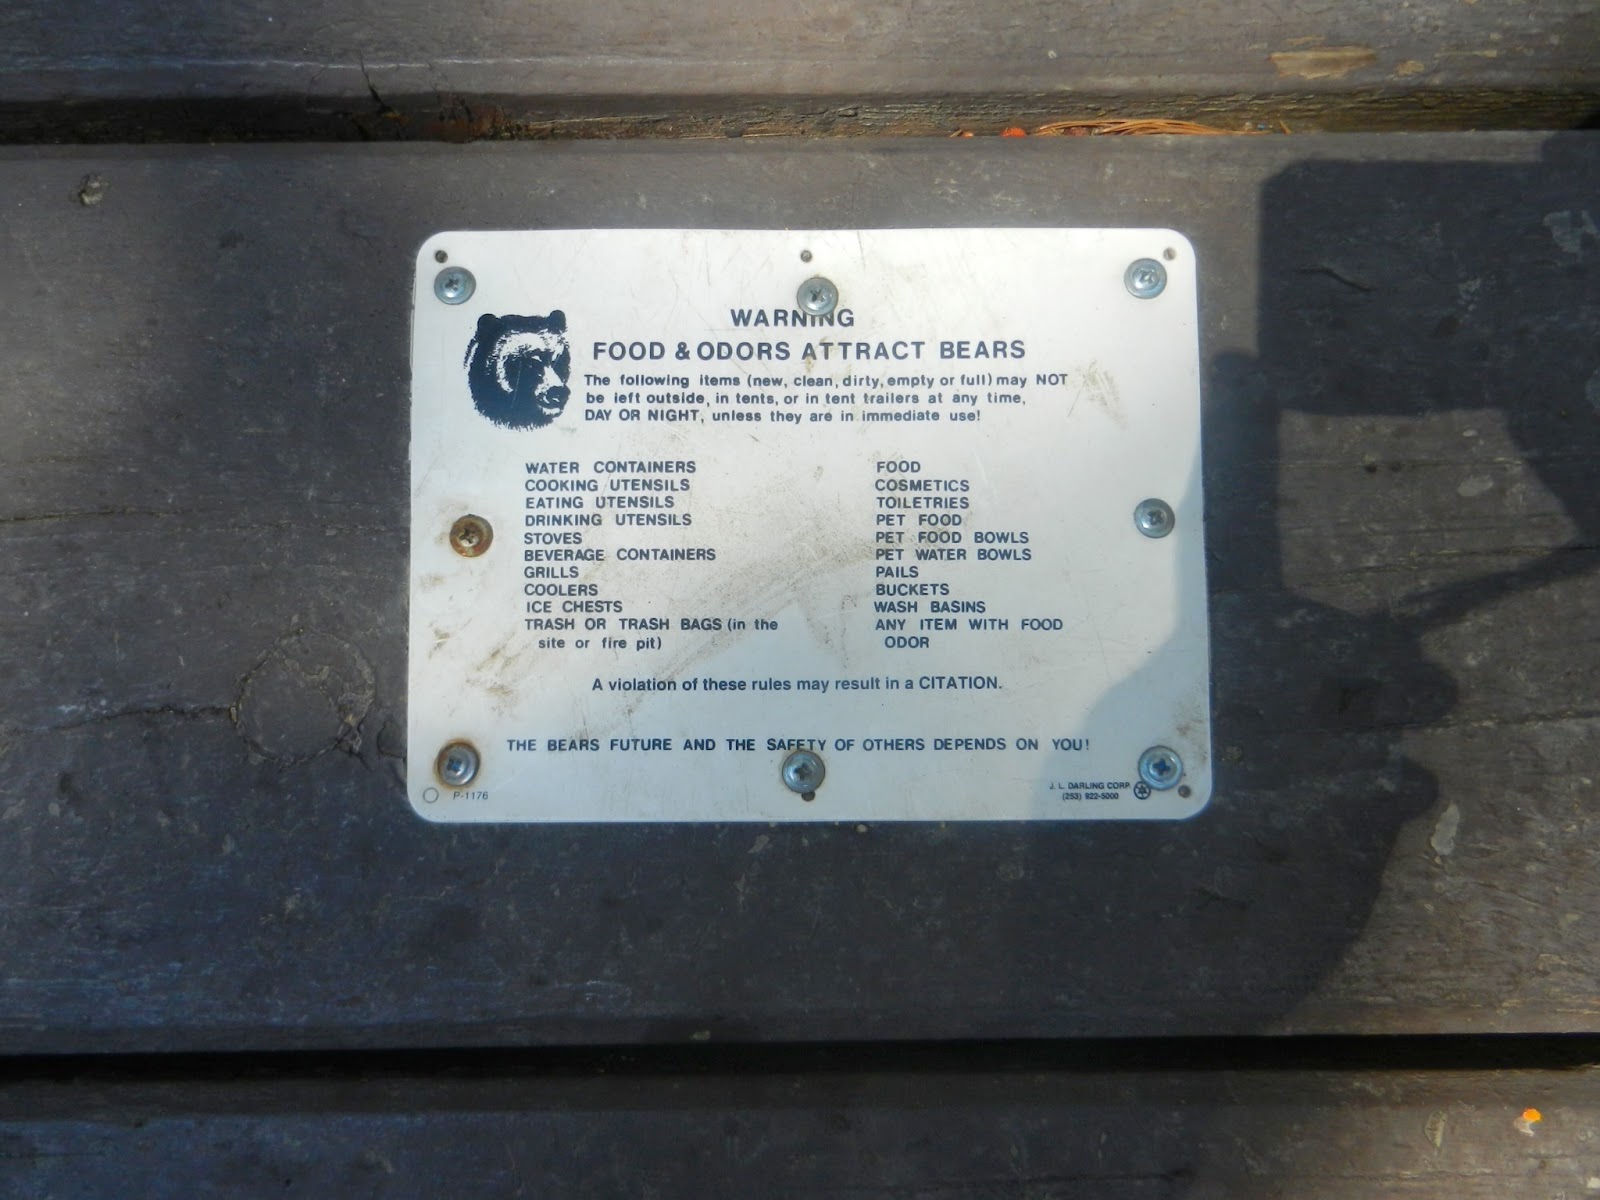 WARNING
FOOD & ODORS ATTRACT BEARS
The following items (new, clean, dirty, empty or full) may NOT
be left outside, in tents, or in tent trailers at any time,
DAY OR NIGHT, unless they are in immediate use!
WATER CONTAINERS
COOKING UTENSILS
EATING UTENSILS
DRINKING UTENSILS
STOVES
BEVERAGE CONTAINERS
GRILLS
COOLERS
ICE CHESTS
TRASH OR TRASH BAGS (in the
site or fire pit)
FOOD
COSMETICS
TOILETRIES
PET FOOD
PET FOOD BOWLS
PET WATER BOWLS
PAILS
BUCKETS
WASH BASINS
ANY ITEM WITH FOOD
ODOR
A violation of these rules may result in a CITATION.
THE BEARS FUTURE AND THE SAFETY OF OTHERS DEPENDS ON YOU!
P-1176
J. L. DARLING CORP.
(253) 922-5000